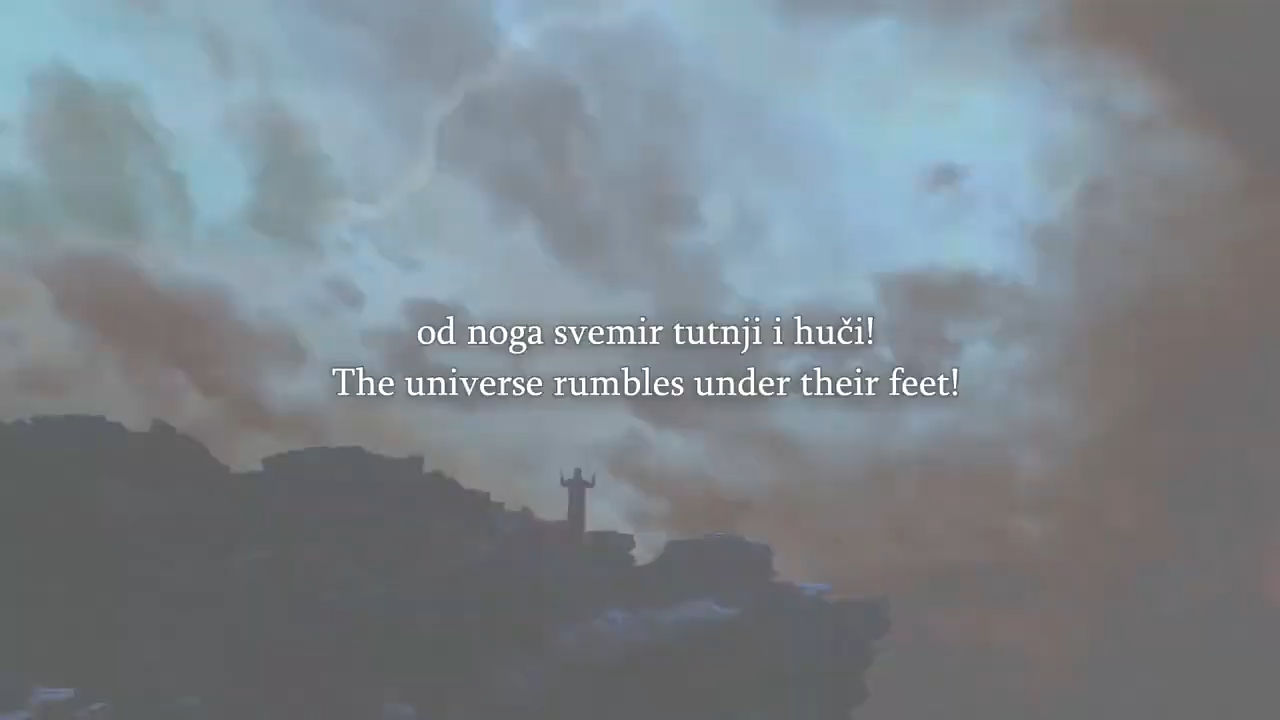 od noga svemir tutnji i huči!
The universe rumbles under their feet!